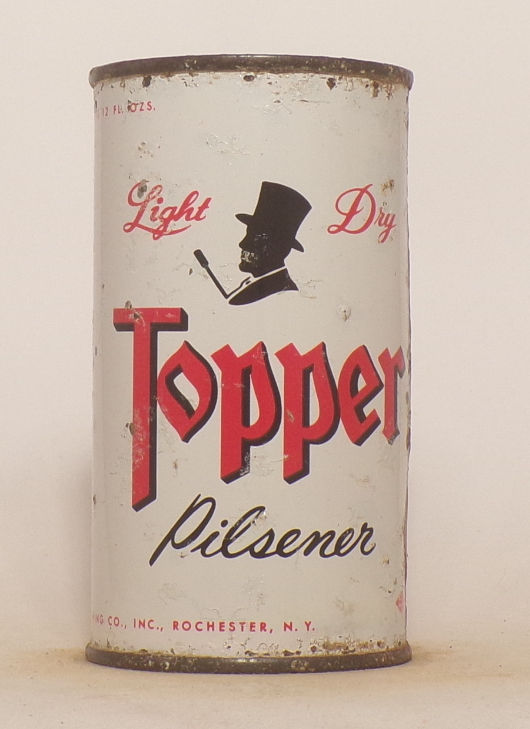 12 FL. OZS.
Light Dry
Topper
Pilsener
CO., INC., ROCHESTER, N. Y.